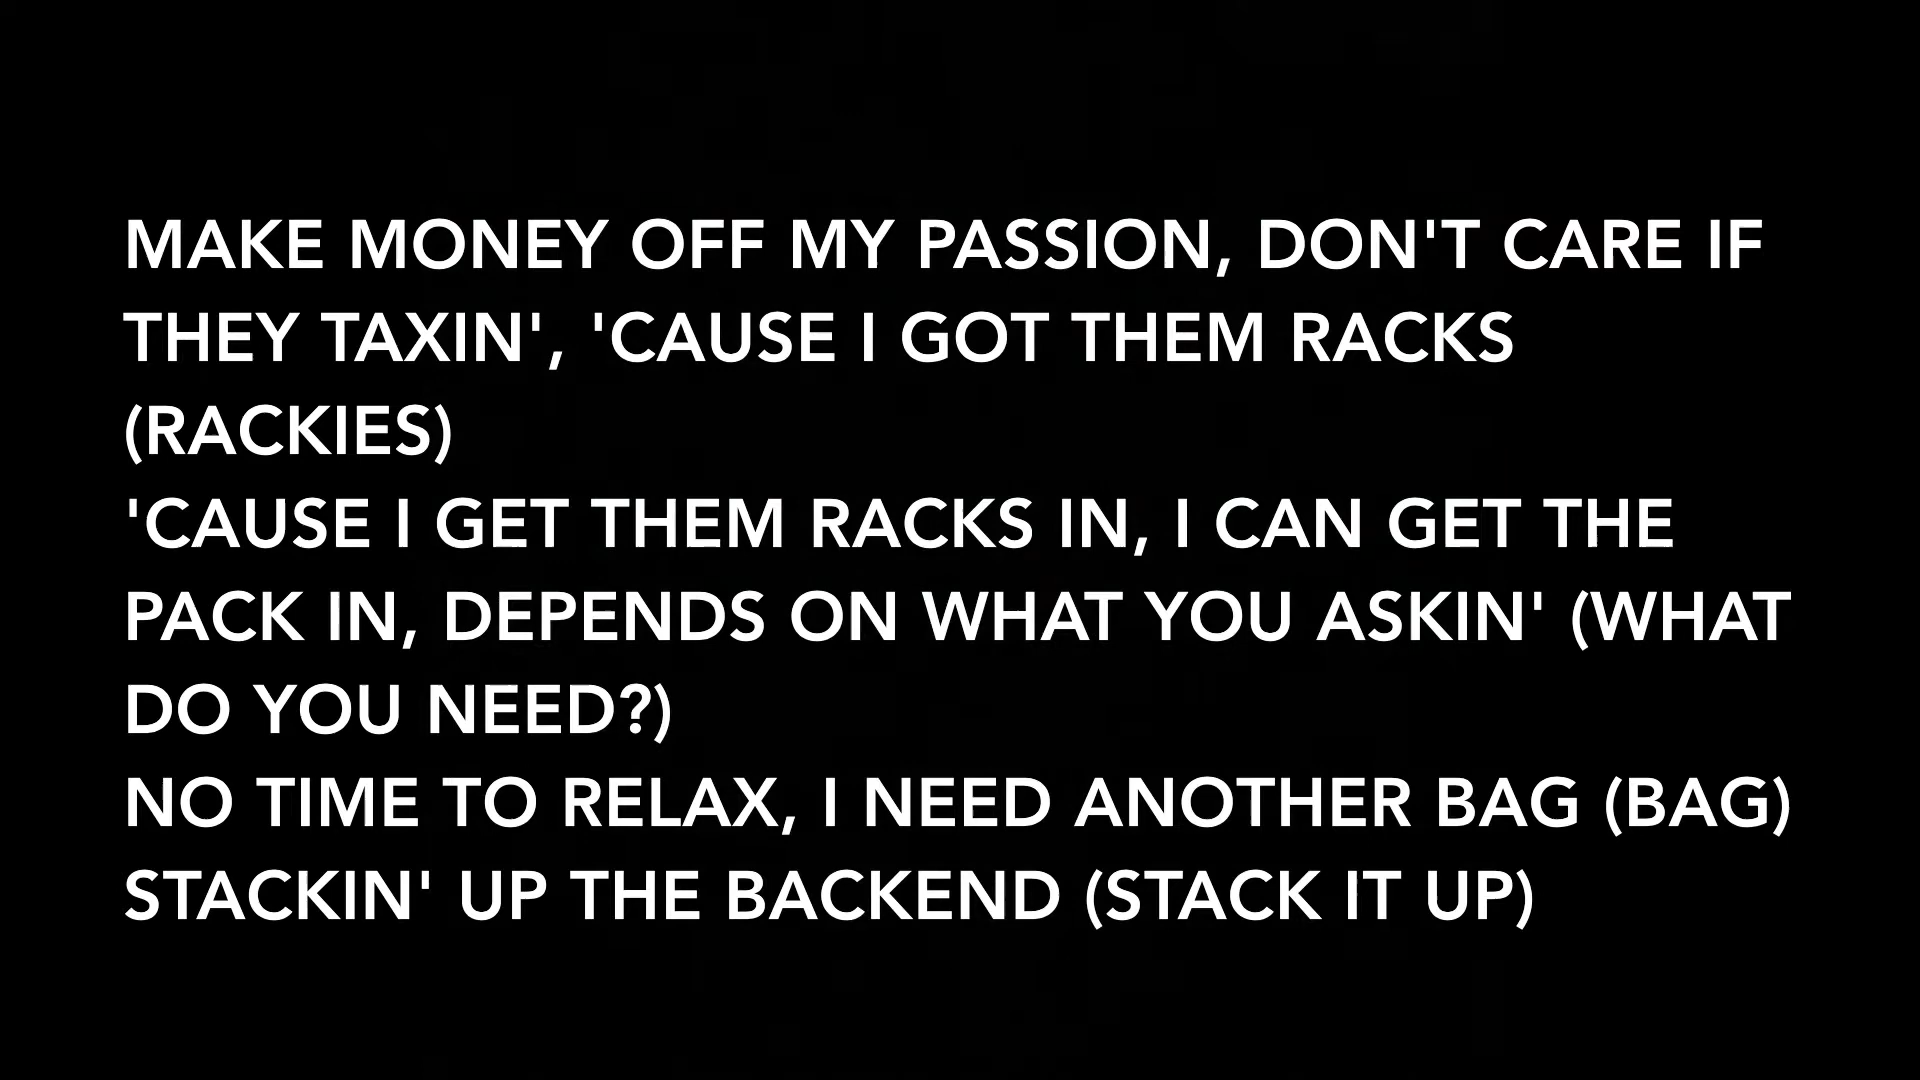 MAKE MONEY OFF MY PASSION, DON'T CARE IF
THEY TAXIN', 'CAUSE I GOT THEM RACKS
(RACKIES)
'CAUSE I GET THEM RACKS IN, I CAN GET THE
PACK IN, DEPENDS ON WHAT YOU ASKIN' (WHAT
DO YOU NEED?)
NO TIME TO RELAX, I NEED ANOTHER BAG (BAG)
STACKIN' UP THE BACKEND (STACK IT UP)